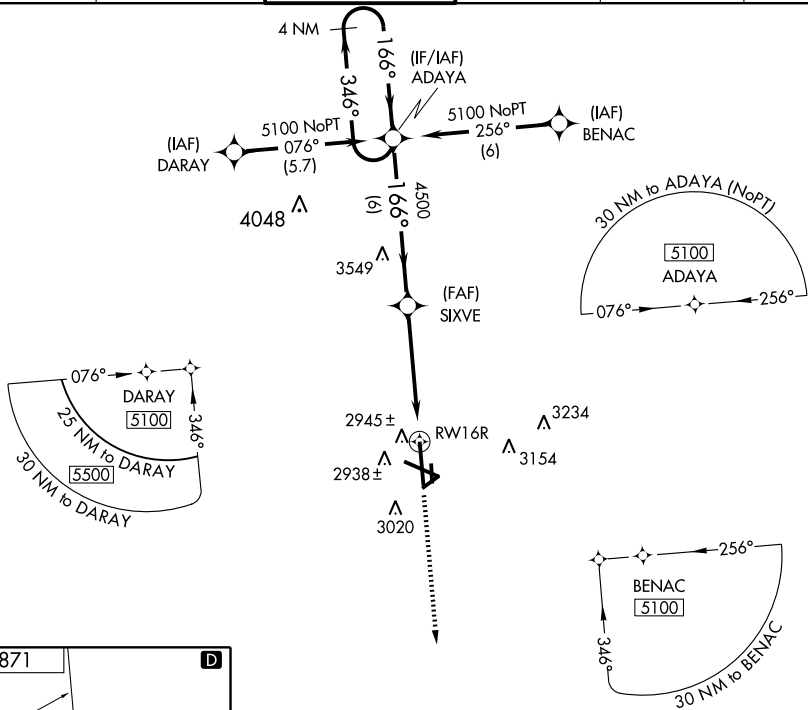 4 NM
166°
346°
(IF/IAF)
ADAYA
5100 NoPT
076°
(5.7)
(IAF)
DARAY
5100 NoPT
256°
(6)
(IAF)
BENAC
4048
4500
166°
(6)
3549
(FAF)
SIXVE
30 NM to ADAYA (NoPT)
5100
ADAYA
076°
256°
076°
DARAY
5100
346°
25 NM to DARAY
5500
30 NM to DARAY
2945±
RW16R
2938±
3020
3234
3154
256°
BENAC
5100
346°
30 NM to BENAC
871
D